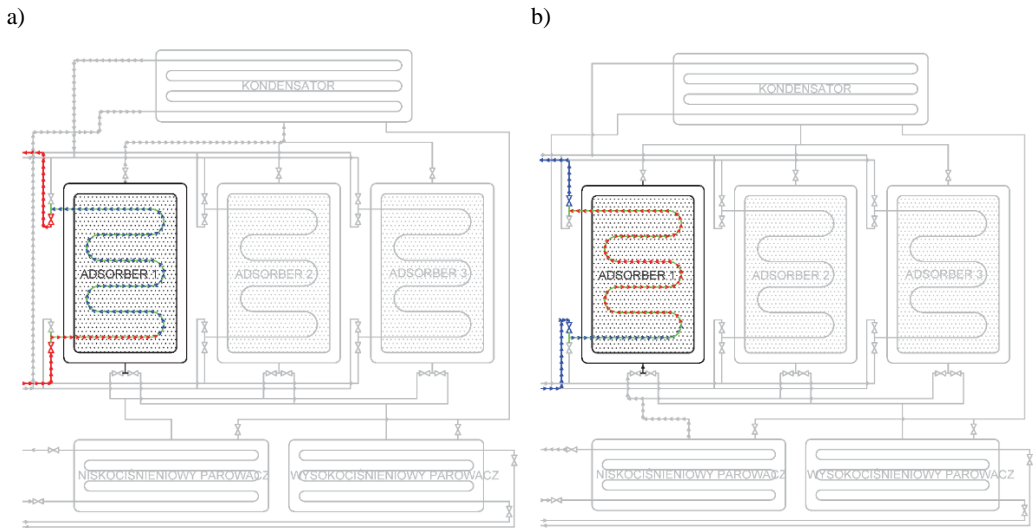 a)
b)
KONDENSATOR
KONDENSATOR
ADSORBER 1
ADSORBER 2
ADSORBER 3
ADSORBER 1
ADSORBER 2
ADSORBER 3
NISKOCIŚNIENIOWY PAROWACZ
WYSOKOCIŚNIENIOWY PAROWACZ
NISKOCIŚNIENIOWY PAROWACZ
WYSOKOCIŚNIENIOWY PAROWACZ